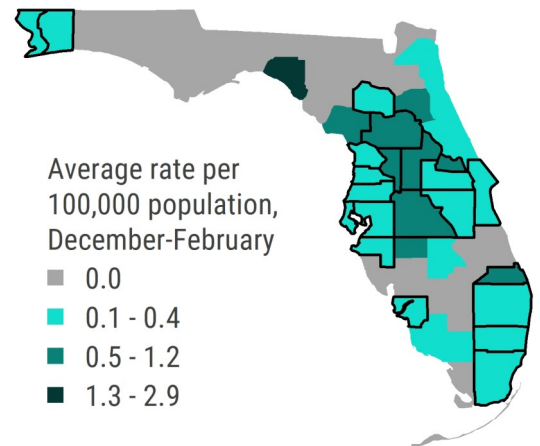 Average rate per
100,000 population,
December-February
0.0
0.1 - 0.4
0.5 - 1.2
1.3 - 2.9